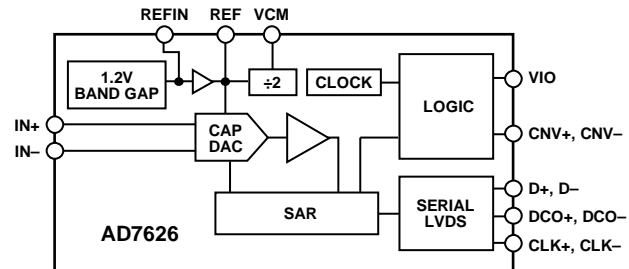 REFIN REF VCM
1.2V
BAND GAP
÷2
CLOCK
LOGIC
VIO
CNV+, CNV–
IN+
IN–
CAP
DAC
SAR
SERIAL
LVDS
D+, D–
DCO+, DCO–
CLK+, CLK–
AD7626